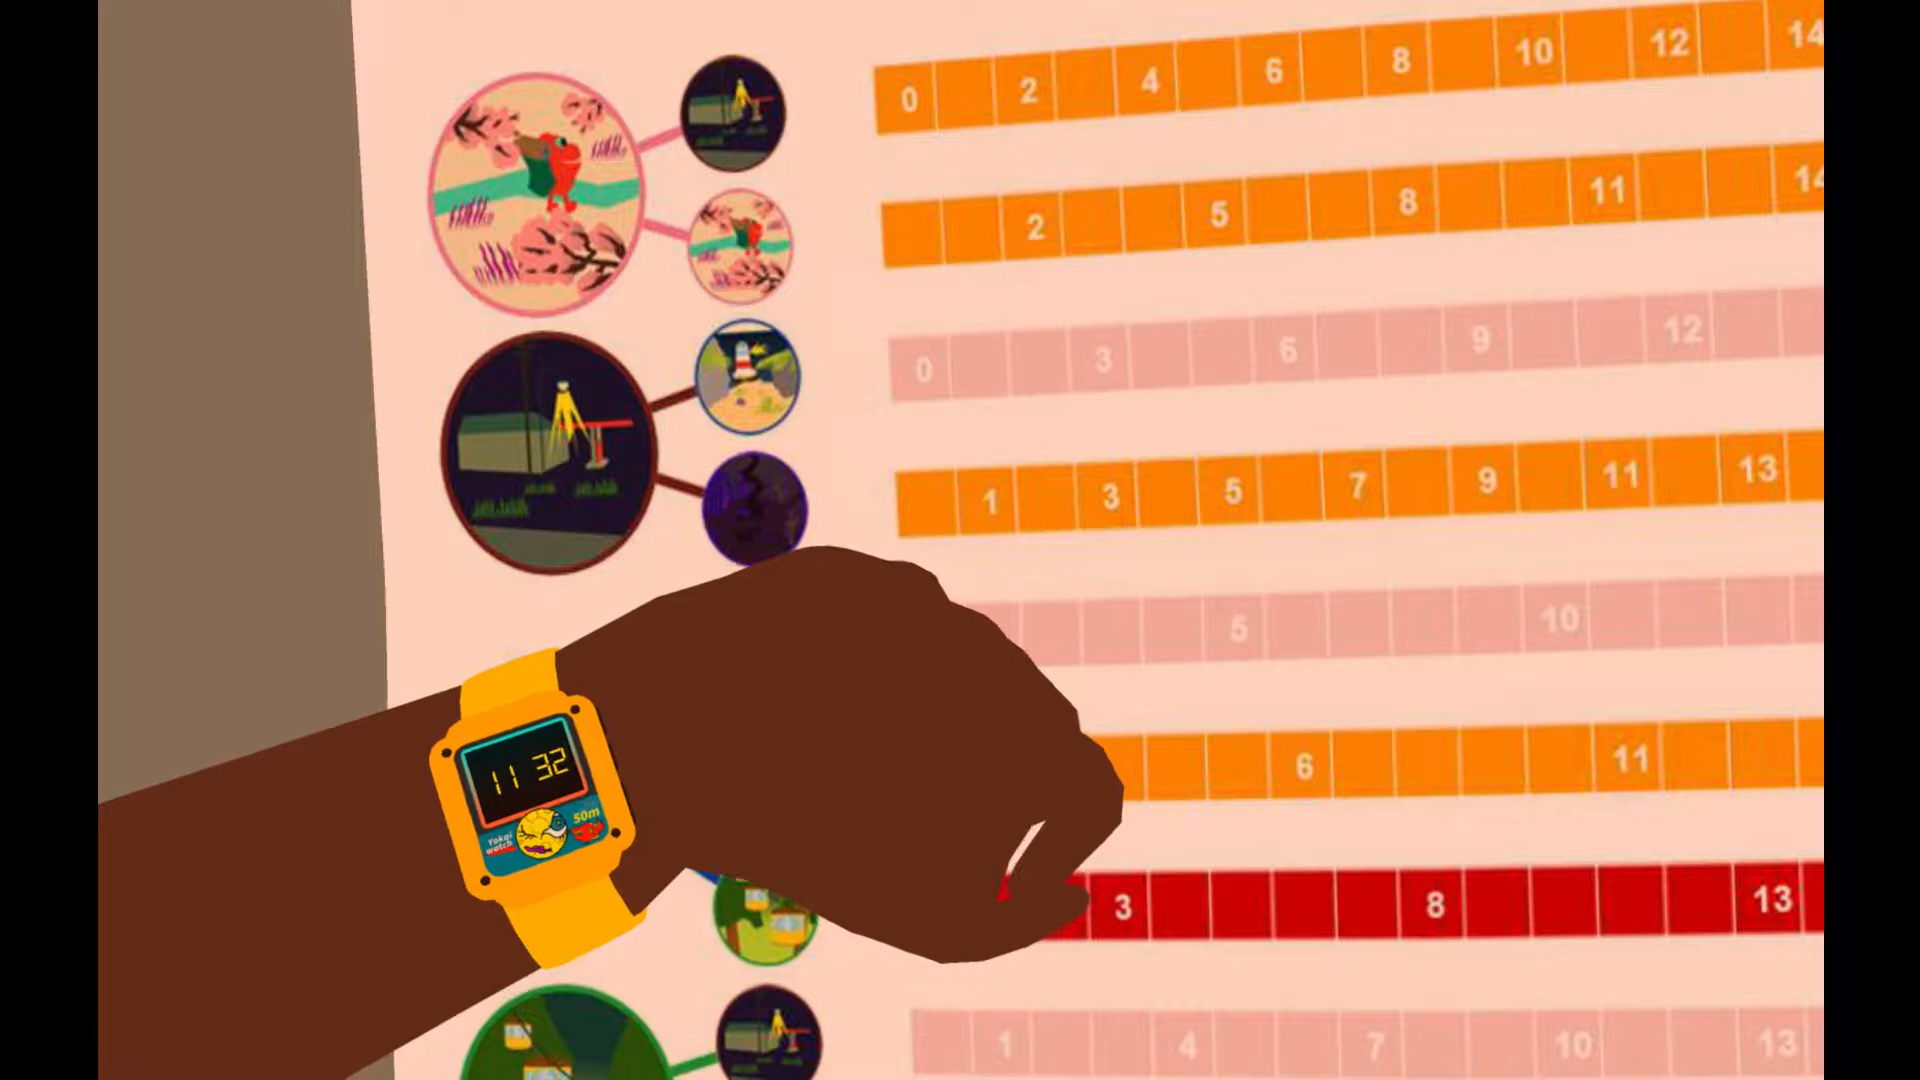 0 2 4 6 8 10 12 14
2 5 8 11 14
0 3 6 9 12
1 3 5 7 9 11 13
5 10
6 11
11 32
Yokai watch
50m
3 8 13
1 4 7 10 13